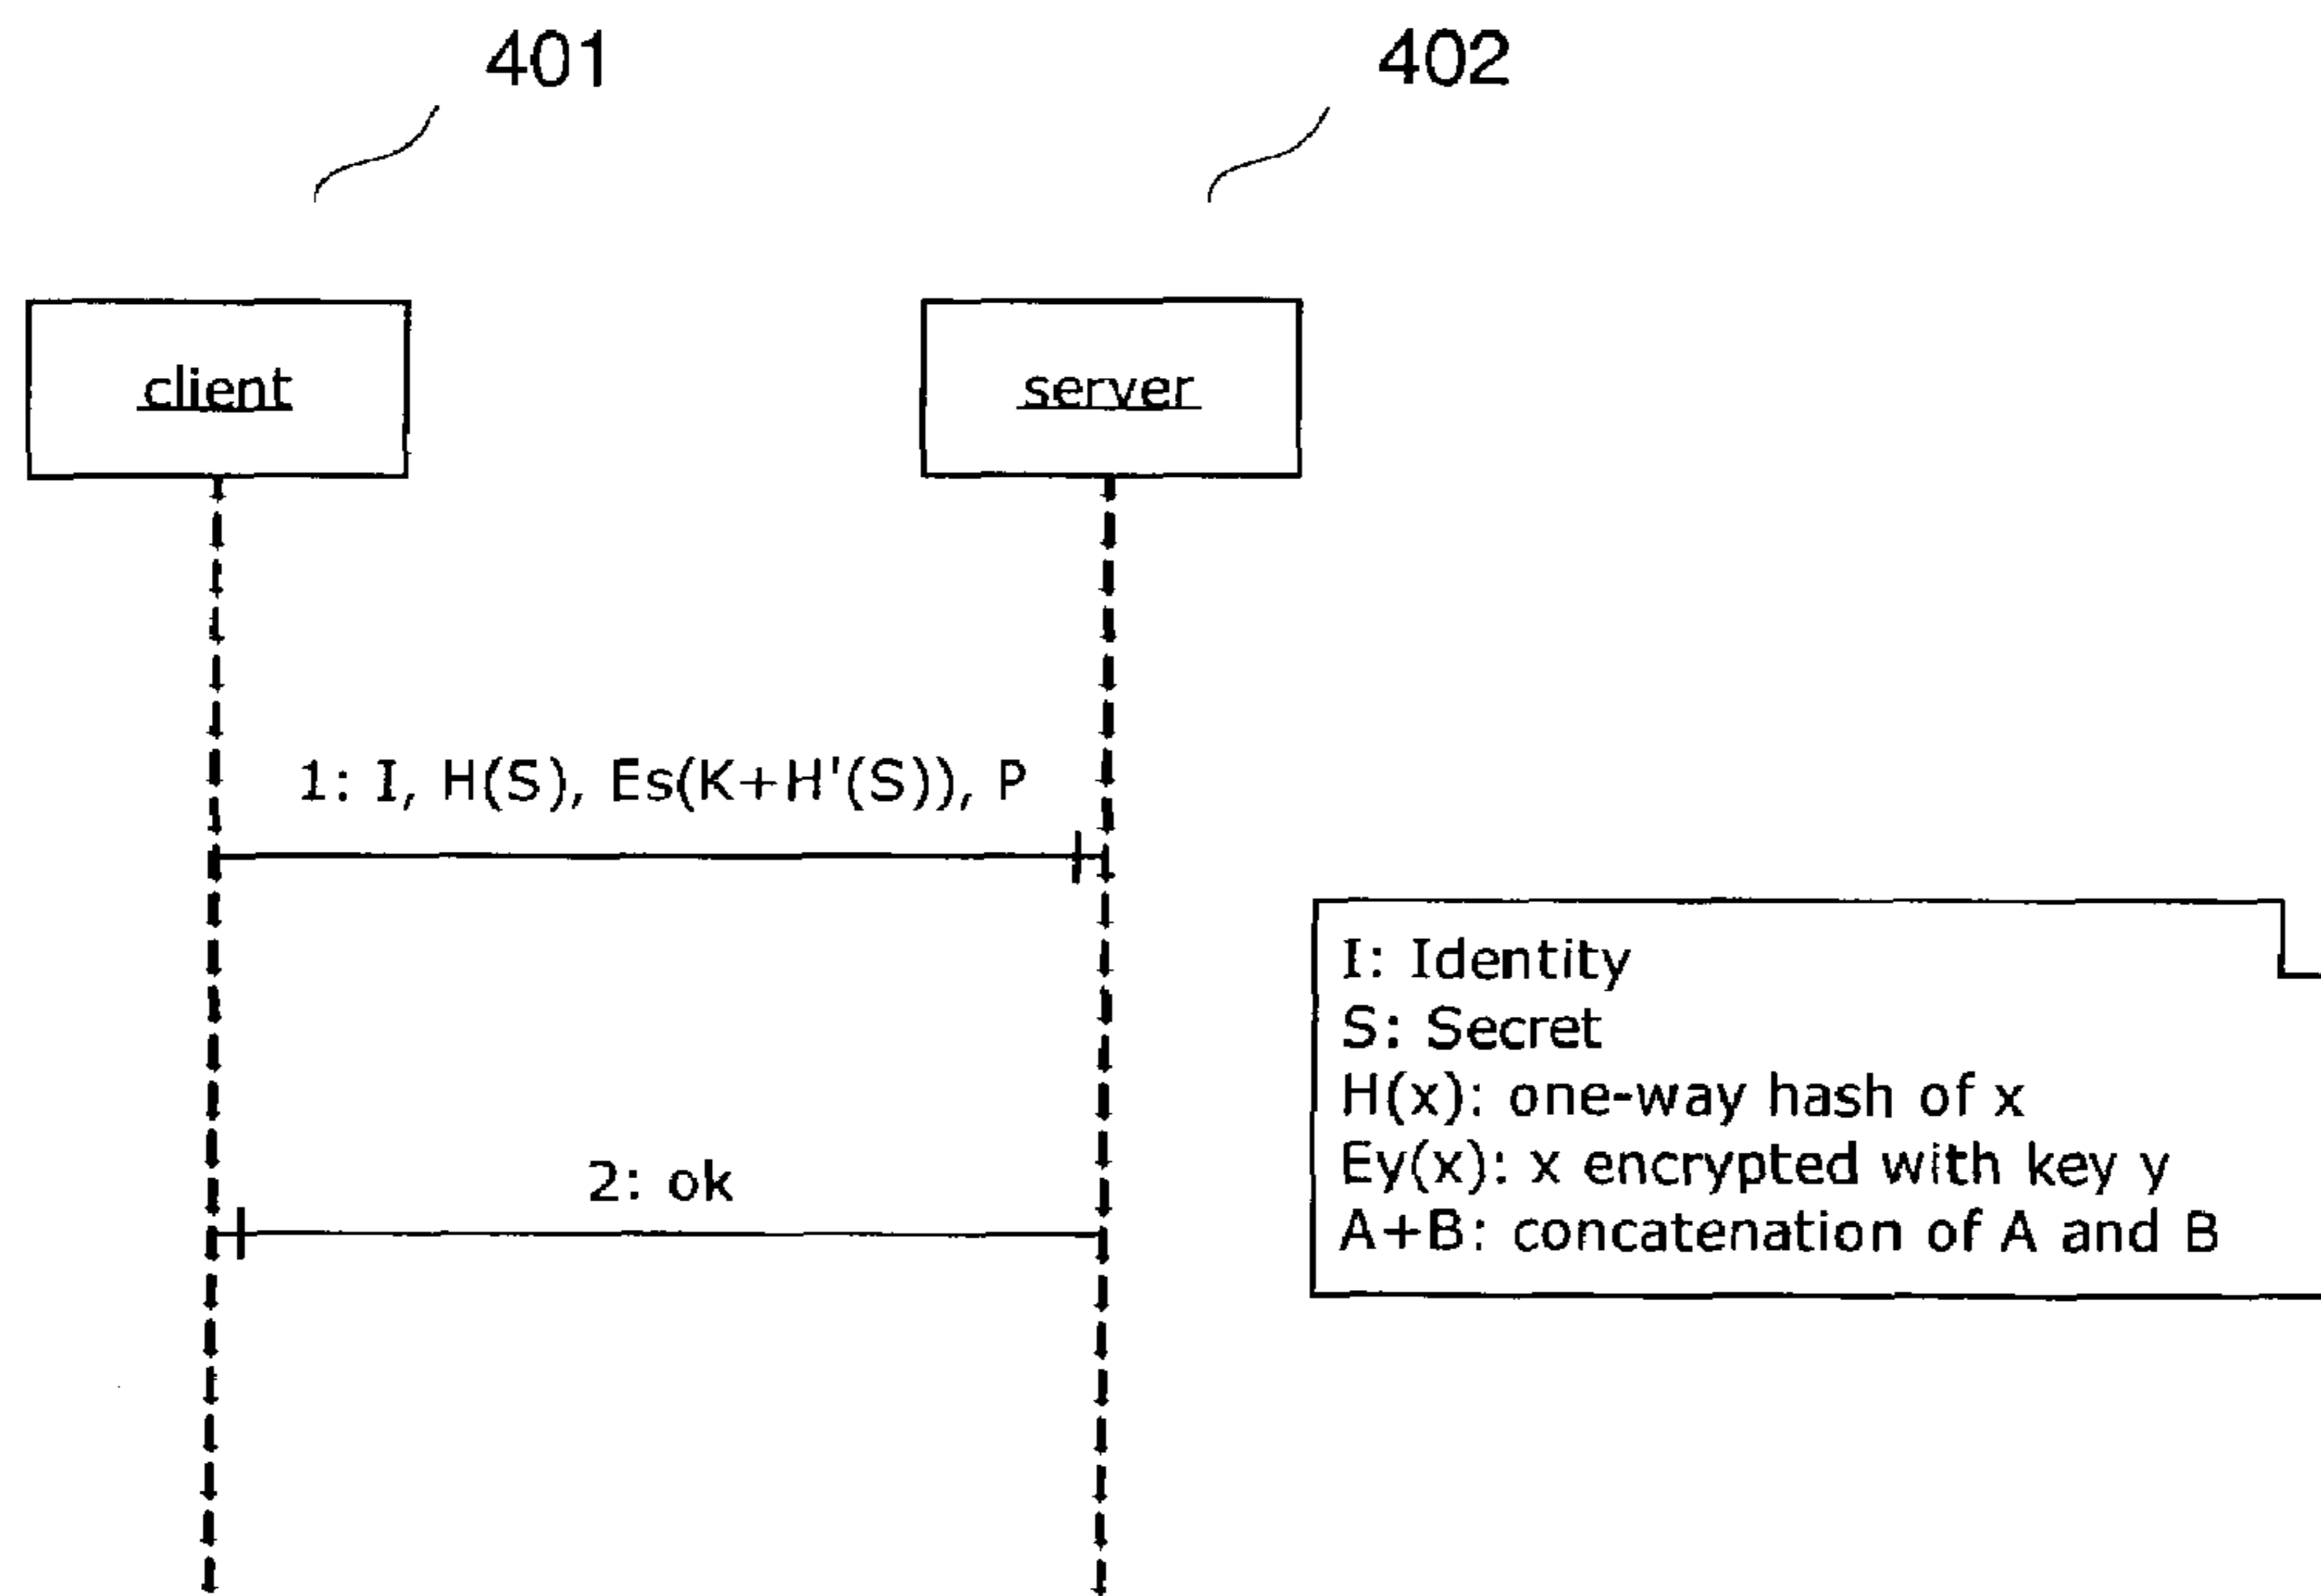 401
402
client
server
1: I, H(S), Es(K+H'(S)), P
2: ok
I: Identity
S: Secret
H(x): one-way hash of x
Ey(x): x encrypted with key y
A+B: concatenation of A and B